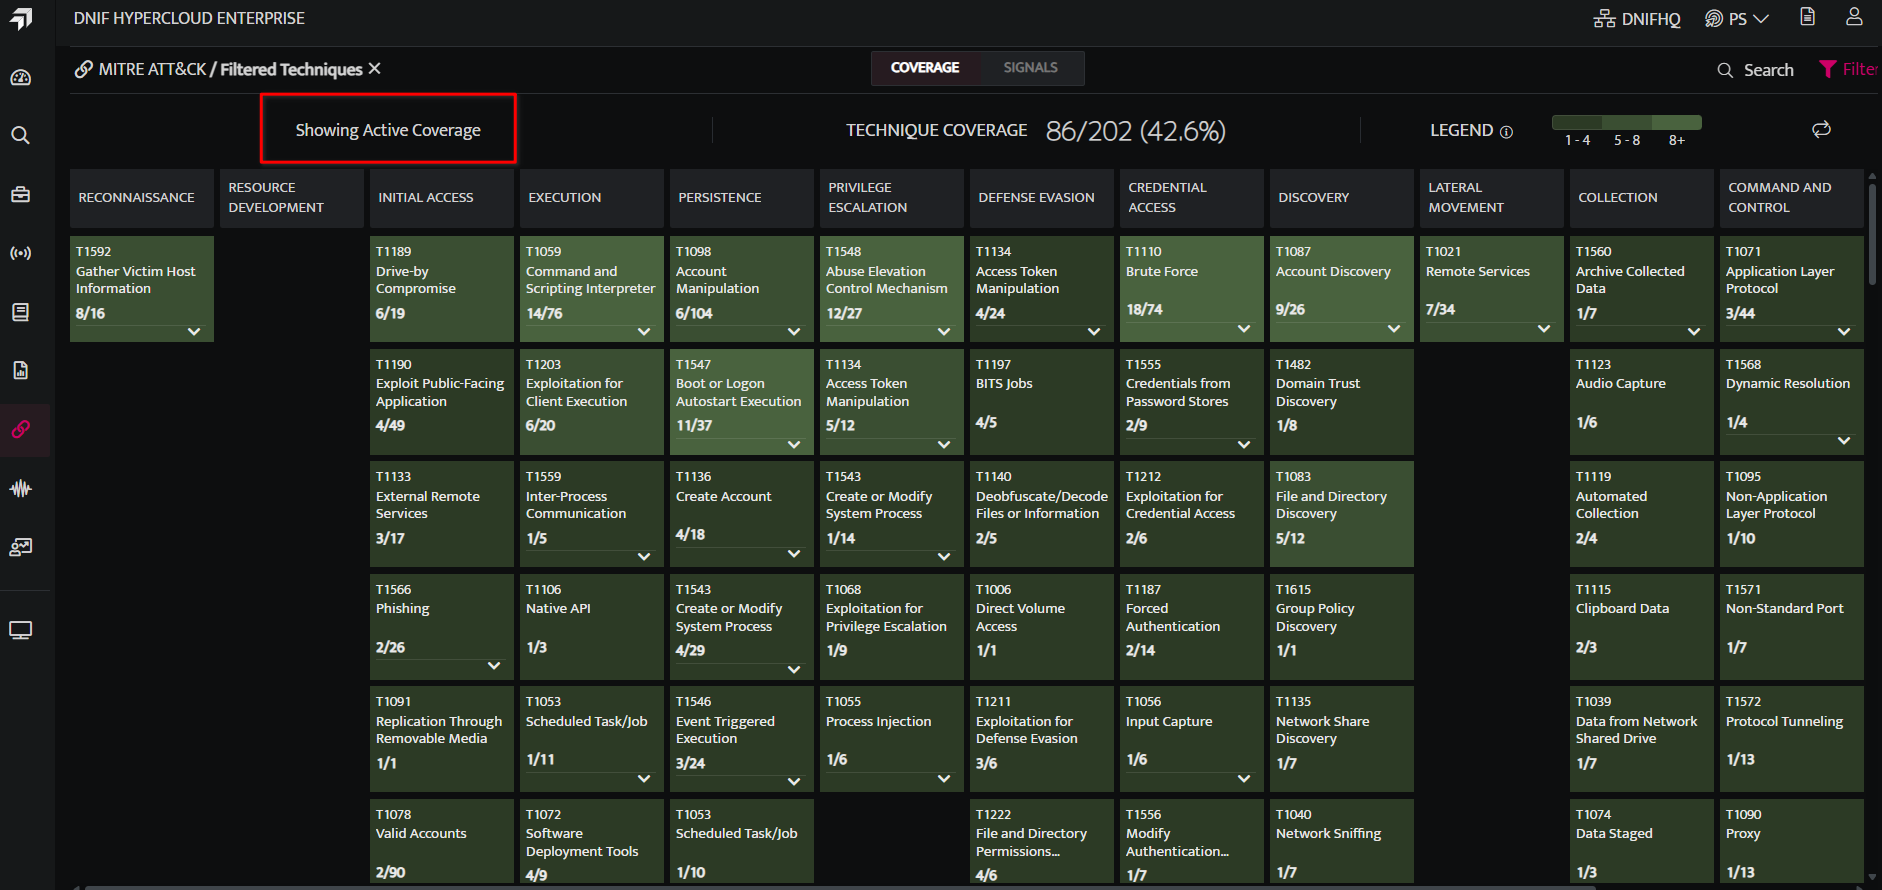 DNIF HYPERCLOUD ENTERPRISE
DNIFHQ
PS
MITRE ATT&CK / Filtered Techniques
COVERAGE
SIGNALS
Search
Filter
Showing Active Coverage
TECHNIQUE COVERAGE 86/202 (42.6%)
LEGEND
1 - 4
5 - 8
8+
RECONNAISSANCE
RESOURCE
DEVELOPMENT
INITIAL ACCESS
EXECUTION
PERSISTENCE
PRIVILEGE
ESCALATION
DEFENSE EVASION
CREDENTIAL
ACCESS
DISCOVERY
LATERAL
MOVEMENT
COLLECTION
COMMAND AND
CONTROL
T1592
Gather Victim Host
Information
8/16
T1189
Drive-by
Compromise
6/19
T1059
Command and
Scripting Interpreter
14/76
T1098
Account
Manipulation
6/104
T1548
Abuse Elevation
Control Mechanism
12/27
T1134
Access Token
Manipulation
4/24
T1110
Brute Force
18/74
T1087
Account Discovery
9/26
T1021
Remote Services
7/34
T1560
Archive Collected
Data
1/7
T1071
Application Layer
Protocol
3/44
T1190
Exploit Public-Facing
Application
4/49
T1203
Exploitation for
Client Execution
6/20
T1547
Boot or Logon
Autostart Execution
11/37
T1134
Access Token
Manipulation
5/12
T1197
BITS Jobs
4/5
T1555
Credentials from
Password Stores
2/9
T1482
Domain Trust
Discovery
1/8
T1123
Audio Capture
1/6
T1568
Dynamic Resolution
1/4
T1133
External Remote
Services
3/17
T1559
Inter-Process
Communication
1/5
T1136
Create Account
4/18
T1543
Create or Modify
System Process
1/14
T1140
Deobfuscate/Decode
Files or Information
2/5
T1212
Exploitation for
Credential Access
2/6
T1083
File and Directory
Discovery
5/12
T1119
Automated
Collection
2/4
T1095
Non-Application
Layer Protocol
1/10
T1566
Phishing
2/26
T1106
Native API
1/3
T1543
Create or Modify
System Process
4/29
T1068
Exploitation for
Privilege Escalation
1/9
T1006
Direct Volume
Access
1/1
T1187
Forced
Authentication
2/14
T1615
Group Policy
Discovery
1/1
T1115
Clipboard Data
2/3
T1571
Non-Standard Port
1/7
T1091
Replication Through
Removable Media
1/1
T1053
Scheduled Task/Job
1/11
T1546
Event Triggered
Execution
3/24
T1055
Process Injection
1/6
T1211
Exploitation for
Defense Evasion
3/6
T1056
Input Capture
1/6
T1135
Network Share
Discovery
1/7
T1039
Data from Network
Shared Drive
1/7
T1572
Protocol Tunneling
1/13
T1078
Valid Accounts
2/90
T1072
Software
Deployment Tools
4/9
T1053
Scheduled Task/Job
1/10
T1222
File and Directory
Permissions...
4/6
T1556
Modify
Authentication...
1/7
T1040
Network Sniffing
1/7
T1074
Data Staged
1/3
T1090
Proxy
1/13